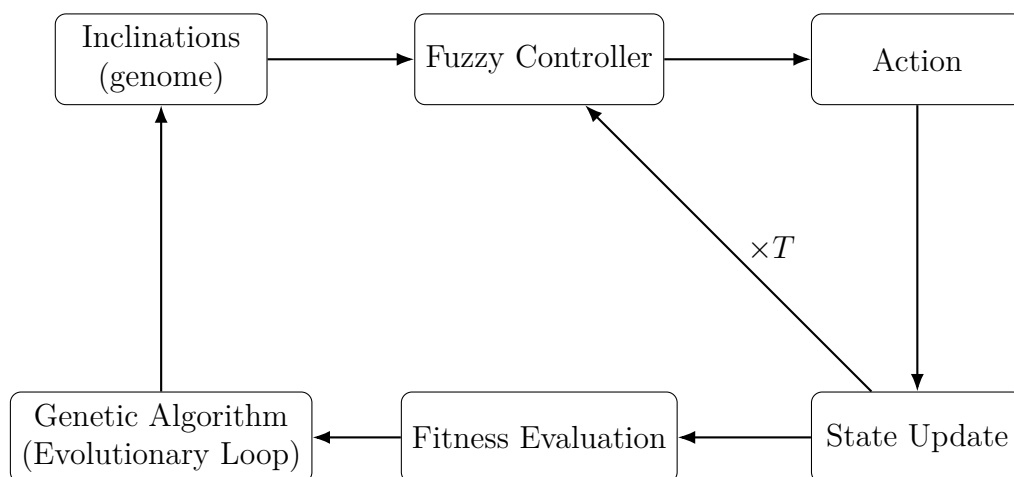 Inclinations
(genome)
Fuzzy Controller
Action
×T
Genetic Algorithm
(Evolutionary Loop)
Fitness Evaluation
State Update